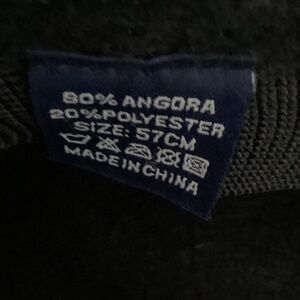 80% ANGORA
20%POLYESTER
SIZE: 57CM
MADE IN CHINA